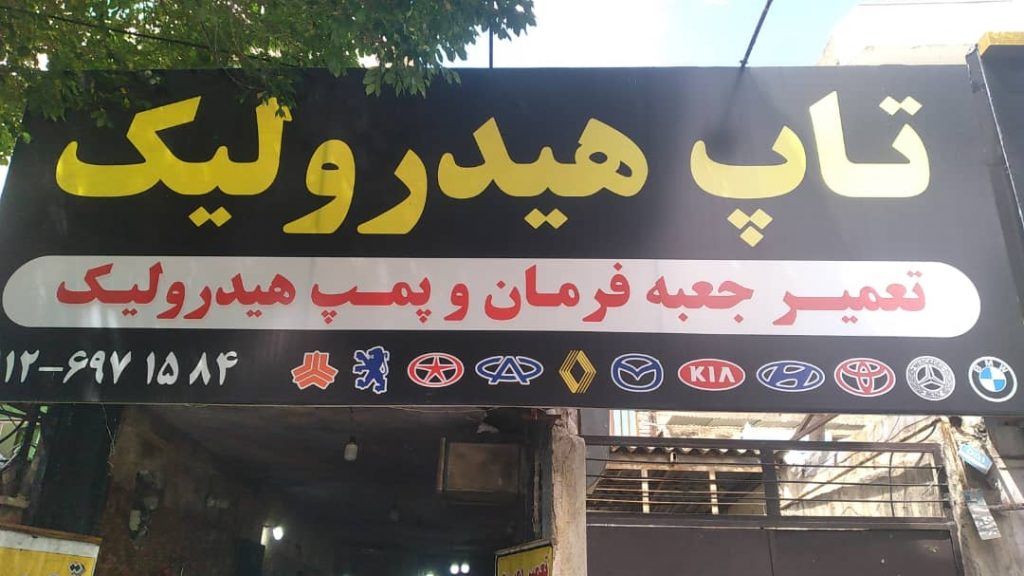 تاپ هیدرولیک
تعمیر جعبه فرمان و پمپ هیدرولیک
۱۲-۶۹۷ ۱۵ ۸۴
KIA